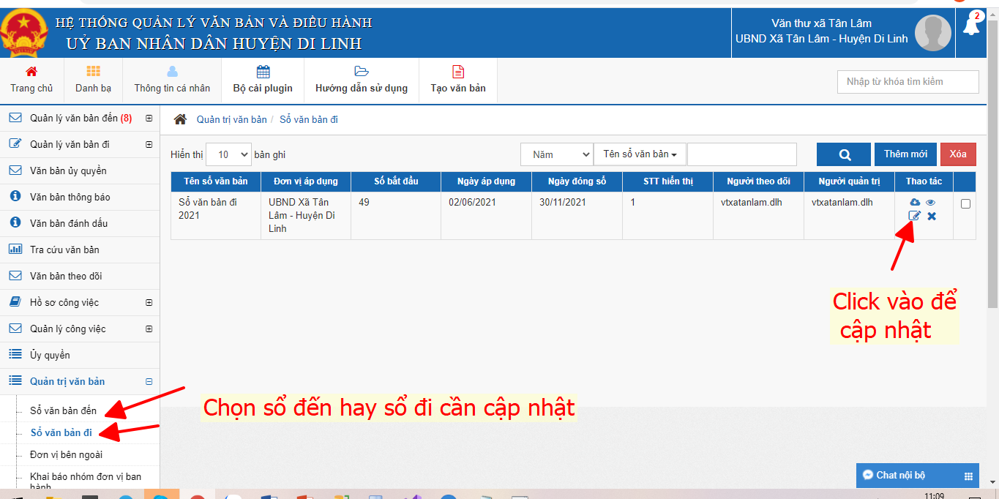 HỆ THỐNG QUẢN LÝ VĂN BẢN VÀ ĐIỀU HÀNH
UỶ BAN NHÂN DÂN HUYỆN DI LINH
Văn thư xã Tân Lâm
UBND Xã Tân Lâm - Huyện Di Linh
2
Trang chủ
Danh bạ
Thông tin cá nhân
Bộ cài plugin
Hướng dẫn sử dụng
Tạo văn bản
Nhập từ khóa tìm kiếm
Quản lý văn bản đến (8)
Quản lý văn bản đi
Văn bản ủy quyền
Văn bản thông báo
Văn bản đánh dấu
Tra cứu văn bản
Văn bản theo dõi
Hồ sơ công việc
Quản lý công việc
Ủy quyền
Quản trị văn bản
Sổ văn bản đến
Sổ văn bản đi
Đơn vị bên ngoài
Khai báo nhóm đơn vị ban
hành
Quản trị văn bản / Sổ văn bản đi
Hiển thị 10 bản ghi
Năm
Tên sổ văn bản
Thêm mới
Xóa
Tên sổ văn bản Đơn vị áp dụng Số bắt đầu Ngày áp dụng Ngày đóng sổ STT hiển thị Người theo dõi Người quản trị Thao tác
Sổ văn bản đi UBND Xã Tân 49 02/06/2021 30/11/2021 1 vtxatanlam.dlh vtxatanlam.dlh
2021 Lâm - Huyện Di
Linh
Click vào để
cập nhật
Chọn sổ đến hay sổ đi cần cập nhật
Chat nội bộ
11:09